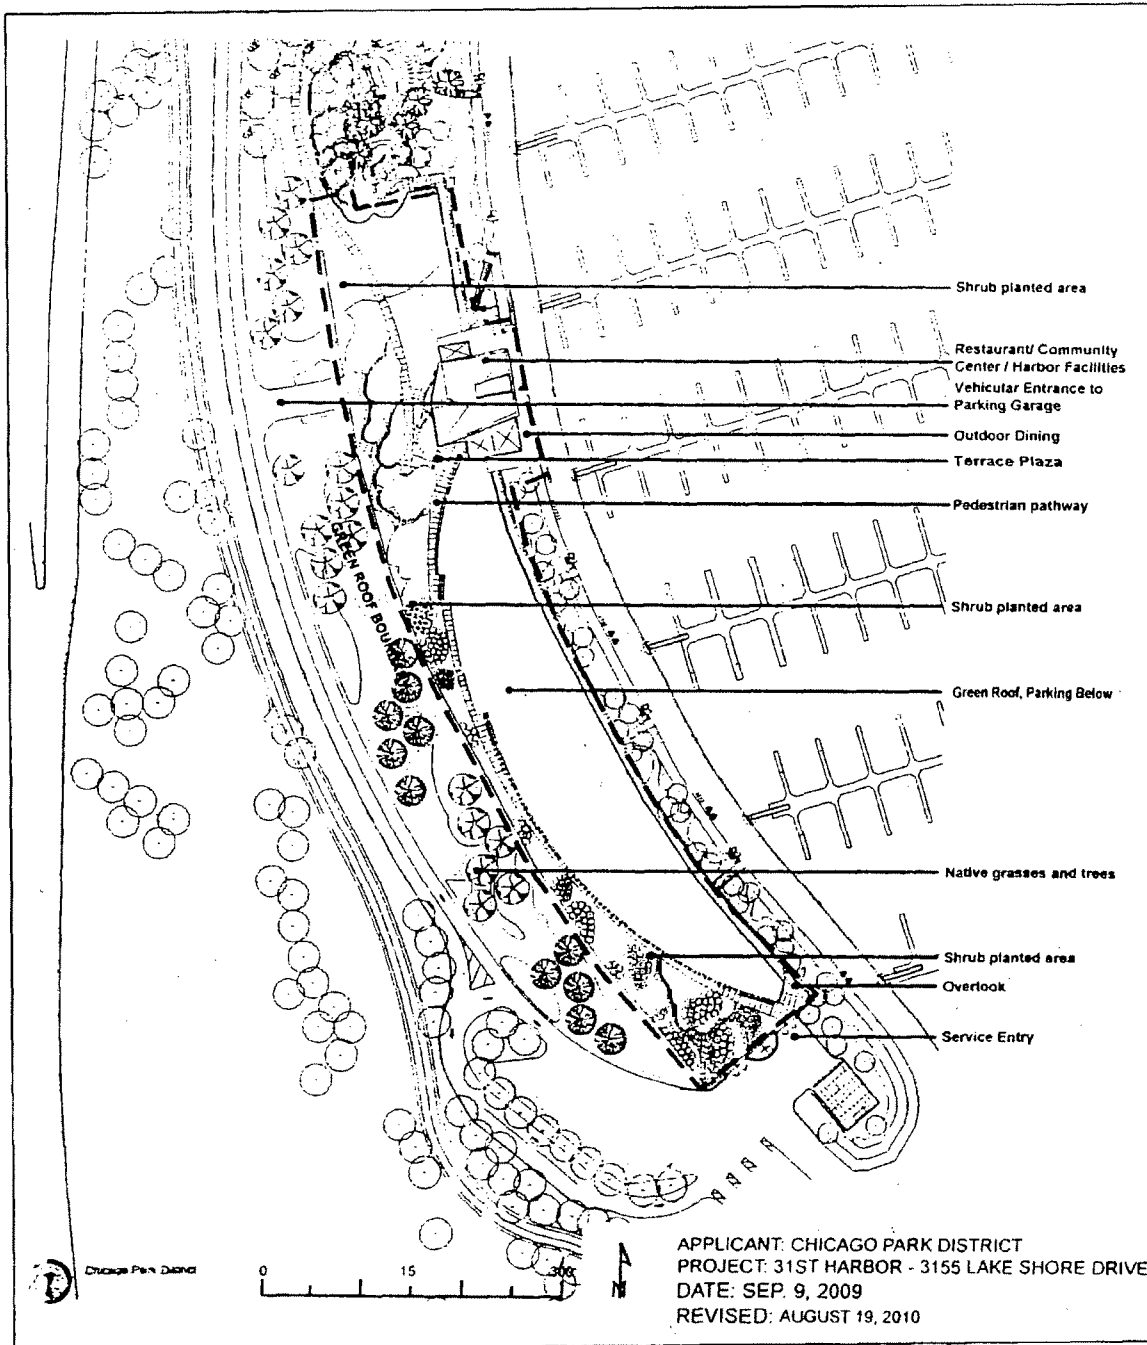 Shrub planted area
Restaurant/ Community
Center / Harbor Facilities
Vehicular Entrance to
Parking Garage
Outdoor Dining
Terrace Plaza
Pedestrian pathway
GREEN ROOF
Shrub planted area
Green Roof, Parking Below
Native grasses and trees
Shrub planted area
Overlook
Service Entry
Chicago Park District
0 15 300
N
APPLICANT: CHICAGO PARK DISTRICT
PROJECT: 31ST HARBOR - 3155 LAKE SHORE DRIVE
DATE: SEP. 9, 2009
REVISED: AUGUST 19, 2010